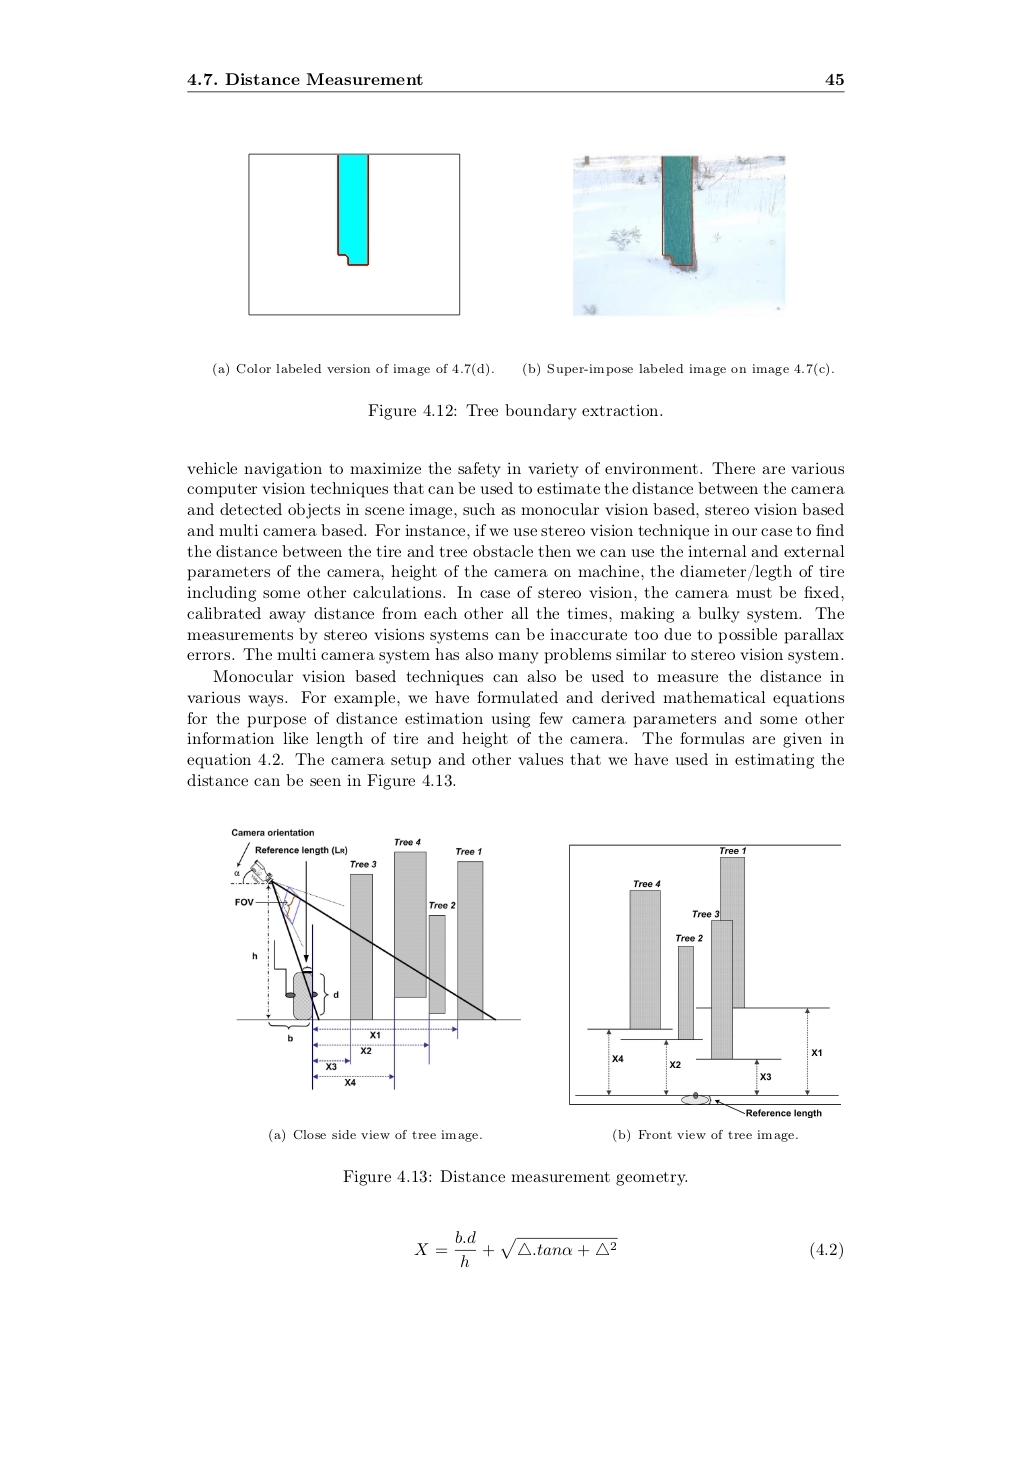 4.7. Distance Measurement 45
(a) Color labeled version of image of 4.7(d). (b) Super-impose labeled image on image 4.7(c).
Figure 4.12: Tree boundary extraction.
vehicle navigation to maximize the safety in variety of environment. There are various
computer vision techniques that can be used to estimate the distance between the camera
and detected objects in scene image, such as monocular vision based, stereo vision based
and multi camera based. For instance, if we use stereo vision technique in our case to find
the distance between the tire and tree obstacle then we can use the internal and external
parameters of the camera, height of the camera on machine, the diameter/legth of tire
including some other calculations. In case of stereo vision, the camera must be fixed,
calibrated away distance from each other all the times, making a bulky system. The
measurements by stereo visions systems can be inaccurate too due to possible parallax
errors. The multi camera system has also many problems similar to stereo vision system.
Monocular vision based techniques can also be used to measure the distance in
various ways. For example, we have formulated and derived mathematical equations
for the purpose of distance estimation using few camera parameters and some other
information like length of tire and height of the camera. The formulas are given in
equation 4.2. The camera setup and other values that we have used in estimating the
distance can be seen in Figure 4.13.
Camera orientation
Reference length (LR)
Tree 3
Tree 4
Tree 1
Tree 2
α
FOV
h
d
b
X1
X2
X3
X4
Tree 1
Tree 4
Tree 3
Tree 2
X4
X2
X3
X1
Reference length
(a) Close side view of tree image. (b) Front view of tree image.
Figure 4.13: Distance measurement geometry.
X = b.d/h + √(△.tanα + △²) (4.2)